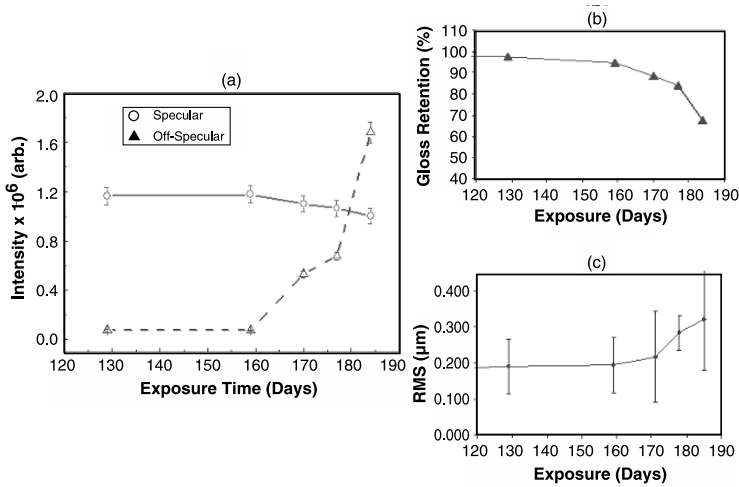 (a)
Intensity x 10⁶ (arb.)
2.0
1.6
1.2
0.8
0.4
0.0
Specular
Off-Specular
120 130 140 150 160 170 180 190
Exposure Time (Days)
(b)
Gloss Retention (%)
110
100
90
80
70
60
50
40
120 130 140 150 160 170 180 190
Exposure (Days)
(c)
RMS (µm)
0.400
0.300
0.200
0.100
0.000
120 130 140 150 160 170 180 190
Exposure (Days)